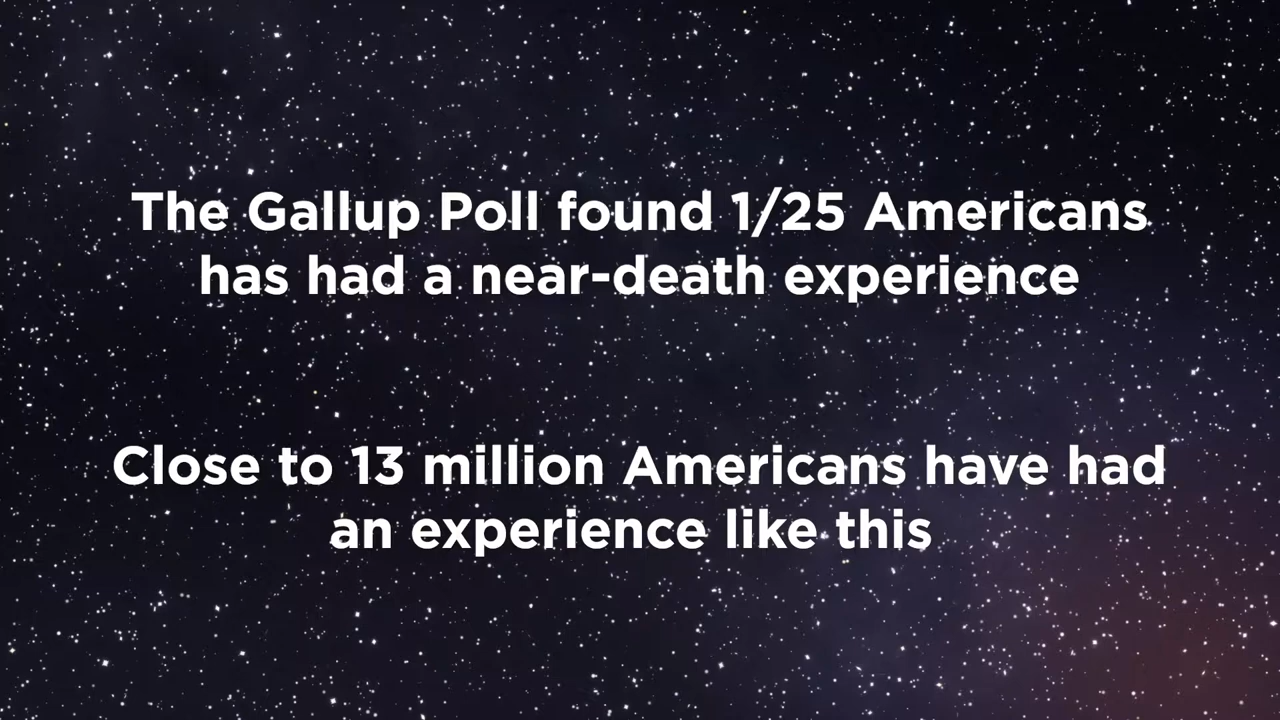 The Gallup Poll found 1/25 Americans
has had a near-death experience
Close to 13 million Americans have had
an experience like this